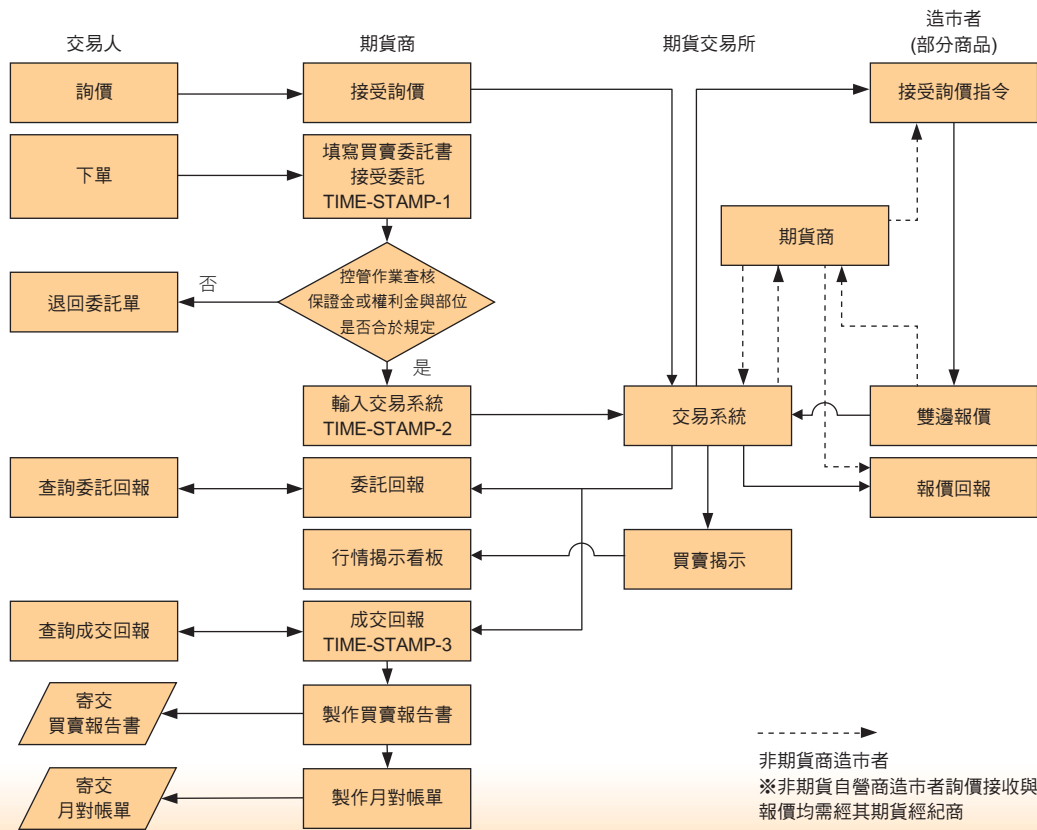 交易人
期貨商
期貨交易所
造市者
(部分商品)
詢價
接受詢價
接受詢價指令
下單
填寫買賣委託書
接受委託
TIME-STAMP-1
期貨商
否
退回委託單
控管作業查核
保證金或權利金與部位
是否合於規定
是
輸入交易系統
TIME-STAMP-2
交易系統
雙邊報價
查詢委託回報
委託回報
報價回報
行情揭示看板
買賣揭示
查詢成交回報
成交回報
TIME-STAMP-3
寄交
買賣報告書
製作買賣報告書
寄交
月對帳單
製作月對帳單
非期貨商造市者
※非期貨自營商造市者詢價接收與
報價均需經其期貨經紀商